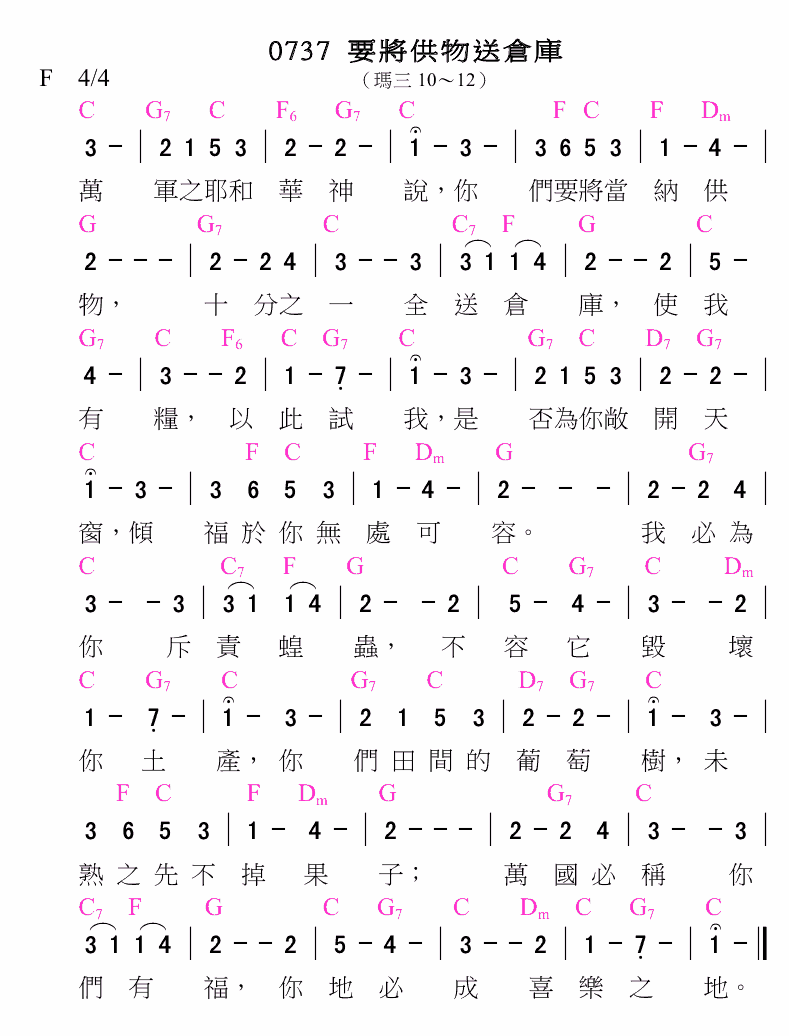 0737 要將供物送倉庫
F 4/4 （瑪三 10～12）
C G7 C F6 G7 C F C F Dm
3 - | 2 1 5 3 | 2 - 2 - | 1 - 3 - | 3 6 5 3 | 1 - 4 - |
萬 軍之耶和 華 神 說，你 們要將當 納 供
G G7 C C7 F G C
2 - - - | 2 - 2 4 | 3 - - 3 | 3 1 1 4 | 2 - - 2 | 5 -
物， 十 分之 一 全 送 倉 庫， 使 我
G7 C F6 C G7 C G7 C D7 G7
4 - | 3 - - 2 | 1 - 7 - | 1 - 3 - | 2 1 5 3 | 2 - 2 - |
有 糧， 以 此 試 我，是 否為你敞 開 天
C F C F Dm G G7
1 - 3 - | 3 6 5 3 | 1 - 4 - | 2 - - - | 2 - 2 4 |
窗，傾 福 於 你 無 處 可 容。 我 必 為
C C7 F G C G7 C Dm
3 - - 3 | 3 1 1 4 | 2 - - 2 | 5 - 4 - | 3 - - 2 |
你 斥 責 蝗 蟲， 不 容 它 毀 壞
C G7 C G7 C D7 G7 C
1 - 7 - | 1 - 3 - | 2 1 5 3 | 2 - 2 - | 1 - 3 - |
你 土 產，你 們 田 間 的 葡 萄 樹，未
F C F Dm G G7 C
3 6 5 3 | 1 - 4 - | 2 - - - | 2 - 2 4 | 3 - - 3 |
熟 之 先 不 掉 果 子； 萬 國 必 稱 你
C7 F G C G7 C Dm C G7 C
3 1 1 4 | 2 - - 2 | 5 - 4 - | 3 - - 2 | 1 - 7 - | 1 - ||
們 有 福，你 地 必 成 喜 樂 之 地。